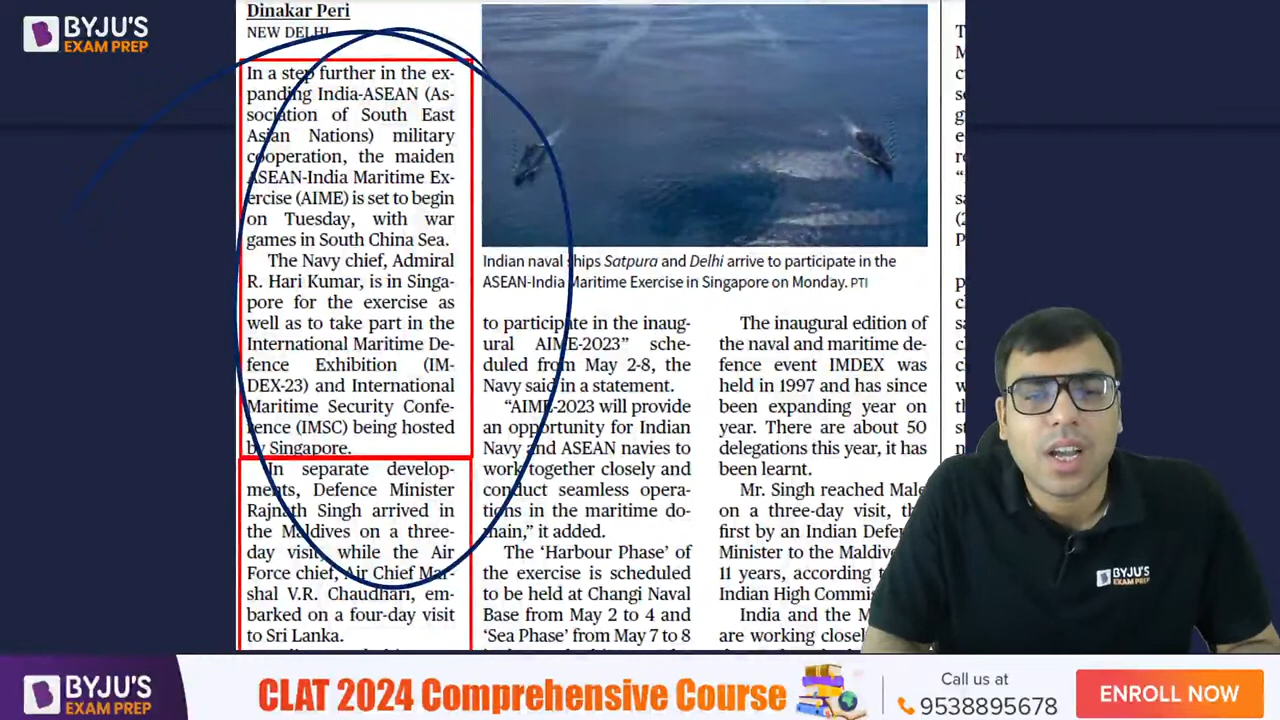 BYJU'S
EXAM PREP
Dinakar Peri
NEW DELHI
In a step further in the ex-
panding India-ASEAN (As-
sociation of South East
Asian Nations) military
cooperation, the maiden
ASEAN-India Maritime Ex-
ercise (AIME) is set to begin
on Tuesday, with war
games in South China Sea.
The Navy chief, Admiral
R. Hari Kumar, is in Singa-
pore for the exercise as
well as to take part in the
International Maritime De-
fence Exhibition (IM-
DEX-23) and International
Maritime Security Confe-
rence (IMSC) being hosted
by Singapore.
In separate develop-
ments, Defence Minister
Rajnath Singh arrived in
the Maldives on a three-
day visit, while the Air
Force chief, Air Chief Mar-
shal V.R. Chaudhari, em-
barked on a four-day visit
to Sri Lanka.
Indian naval ships Satpura and Delhi arrive to participate in the
ASEAN-India Maritime Exercise in Singapore on Monday. PTI
to participate in the inaug-
ural AIME-2023” sche-
duled from May 2-8, the
Navy said in a statement.
“AIME-2023 will provide
an opportunity for Indian
Navy and ASEAN navies to
work together closely and
conduct seamless opera-
tions in the maritime do-
main,” it added.
The ‘Harbour Phase’ of
the exercise is scheduled
to be held at Changi Naval
Base from May 2 to 4 and
‘Sea Phase’ from May 7 to 8
The inaugural edition of
the naval and maritime de-
fence event IMDEX was
held in 1997 and has since
been expanding year on
year. There are about 50
delegations this year, it has
been learnt.
Mr. Singh reached Male
on a three-day visit, the
first by an Indian
Minister to the
11 years, according
Indian High
India and the
are working
BYJU'S
EXAM PREP
BYJU'S
EXAM PREP
CLAT 2024 Comprehensive Course
Call us at
9538895678
ENROLL NOW